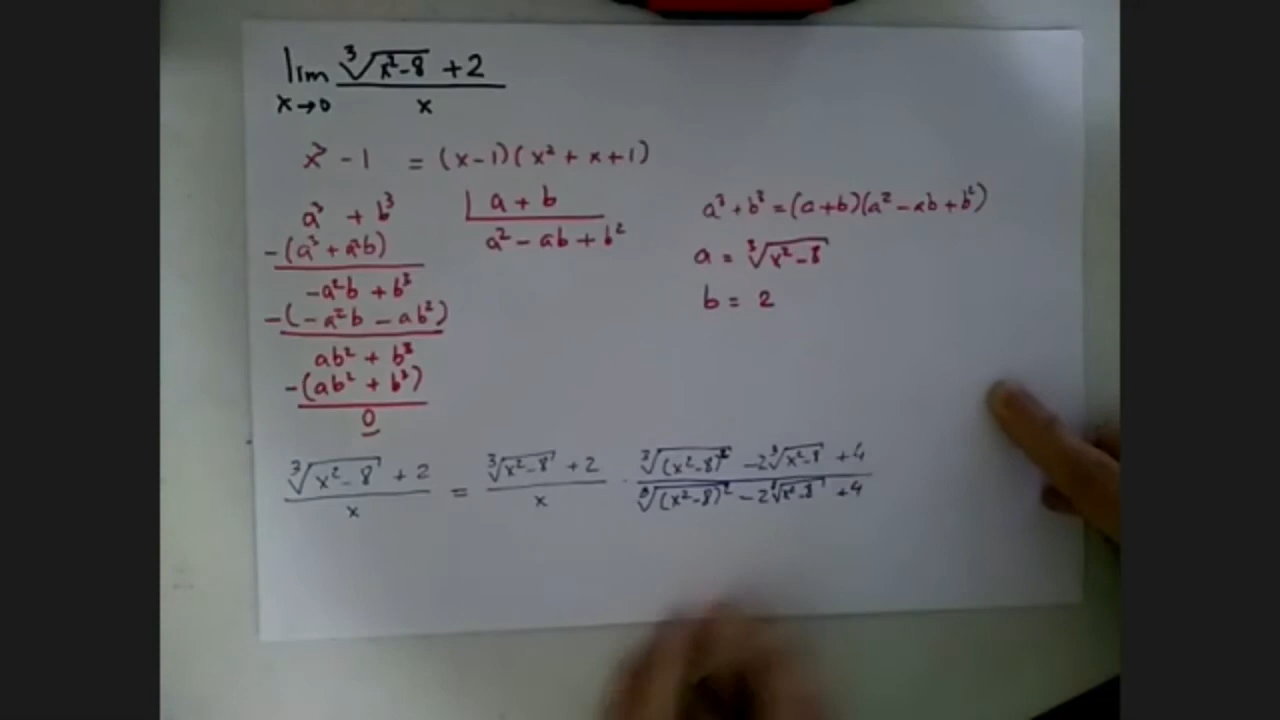 lim ∛(x²-8) + 2
x→0 x
x³ - 1 = (x-1)(x² + x + 1)
a³ + b³ | a + b
-(a³ + a²b) a² - ab + b²
-a²b + b³
-(-a²b - ab²)
ab² + b³
-(ab² + b³)
0
a³ + b³ = (a+b)(a² - ab + b²)
a = ∛(x²-8)
b = 2
∛(x²-8) + 2 / x = ∛(x²-8) + 2 / x · ∛(x²-8)² - 2∛(x²-8) + 4 / ∛(x²-8)² - 2∛(x²-8) + 4